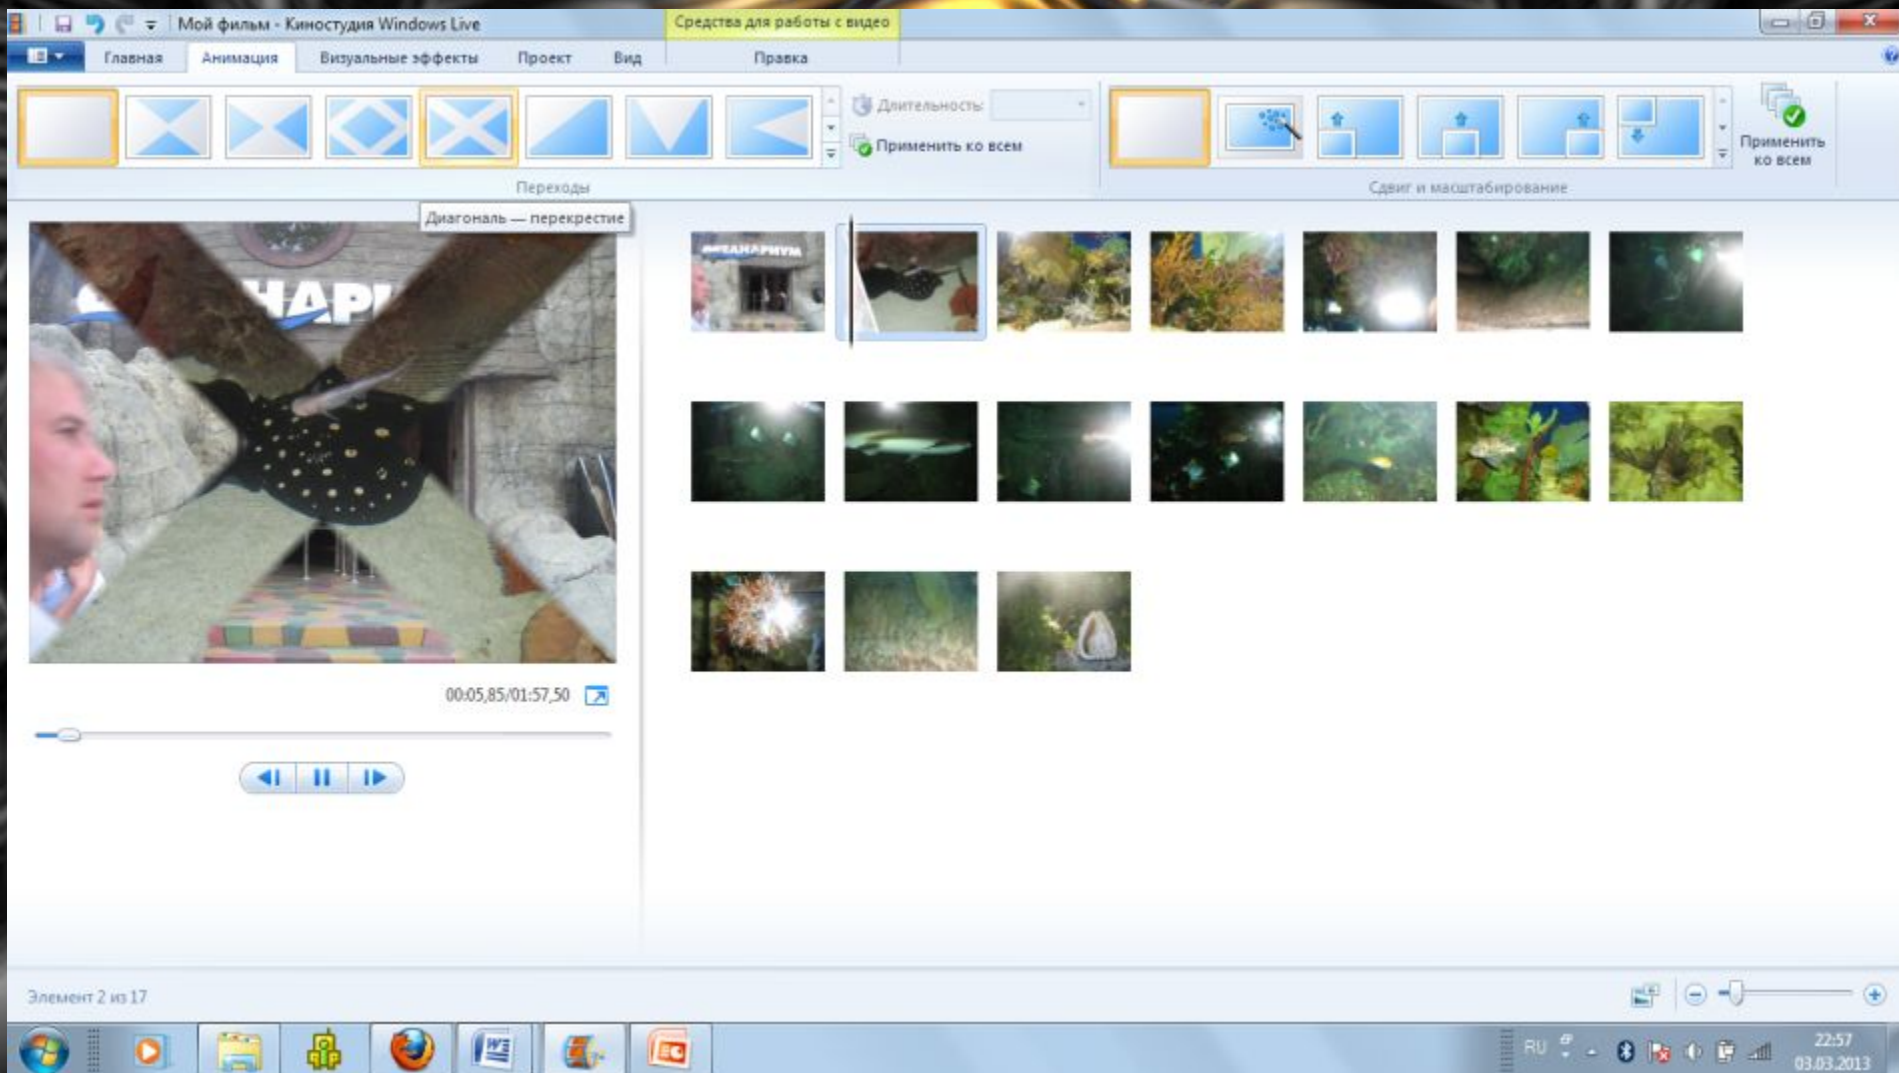 Мой фильм - Киностудия Windows Live
Средства для работы с видео
Главная
Анимация
Визуальные эффекты
Проект
Вид
Правка
Длительность:
Применить ко всем
Применить
ко всем
Переходы
Сдвиг и масштабирование
Диагональ — перекрестие
ОКЕАНАРИУМ
00:05,85/01:57,50
Элемент 2 из 17
RU
22:57
03.03.2013